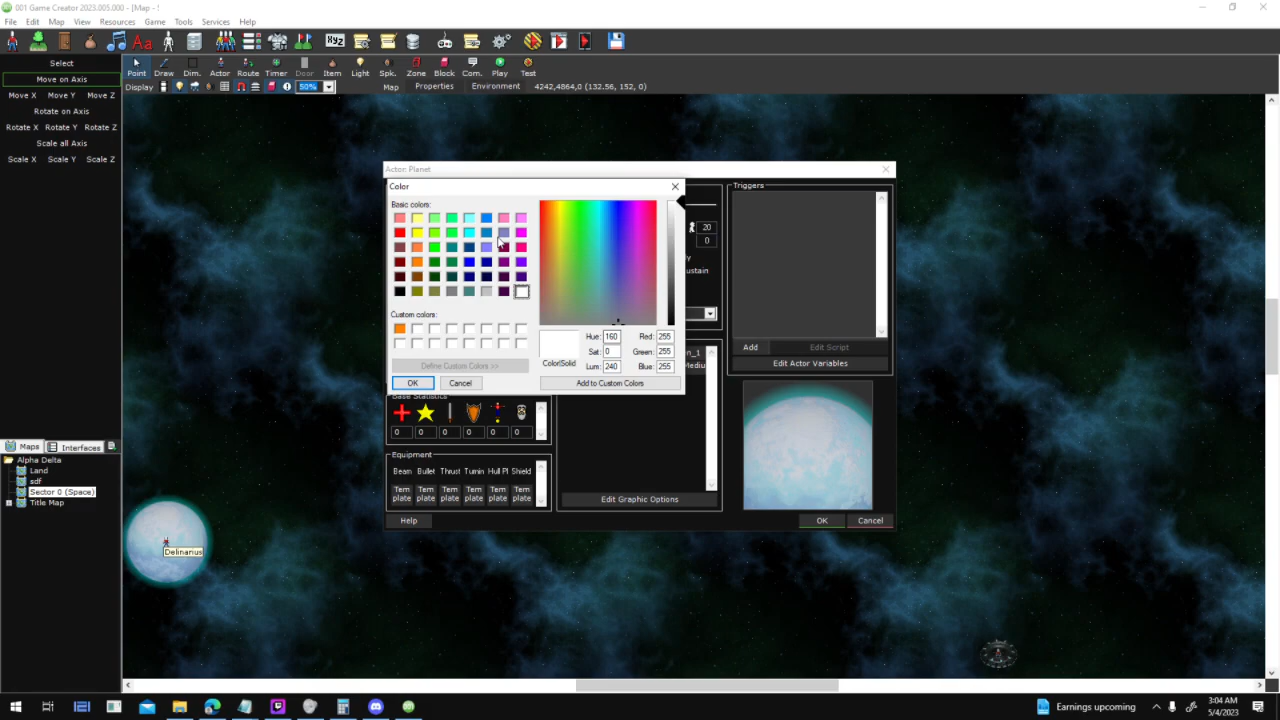 001 Game Creator 2023.005.000 - [Map - !
File Edit Map View Resources Game Tools Services Help
Aa XYZ
Select
Point Draw Dim. Actor Route Timer Door Item Light Spk. Zone Block Com. Play Test
Move on Axis
Display 50% Map Properties Environment 4242,4864,0 (132.56, 152, 0)
Move X Move Y Move Z
Rotate on Axis
Rotate X Rotate Y Rotate Z
Scale all Axis
Scale X Scale Y Scale Z
Actor: Planet
Color
Triggers
Basic colors:
20
0
sustain
Custom colors:
Hue: 160 Red: 255
Sat: 0 Green: 255
Color|Solid
Lum: 240 Blue: 255
Define Custom Colors >>
OK Cancel Add to Custom Colors
n_1
Mediu
Add Edit Script
Edit Actor Variables
Base Statistics
0 0 0 0 0 0
Equipment
Beam Bullet Thrust Turnin Hull Pl Shield
Tem Tem Tem Tem Tem Tem
plate plate plate plate plate plate
Edit Graphic Options
Help OK Cancel
Maps Interfaces
Alpha Delta
Land
sdf
Sector 0 (Space)
Title Map
Delinarius
Earnings upcoming
3:04 AM
5/4/2023